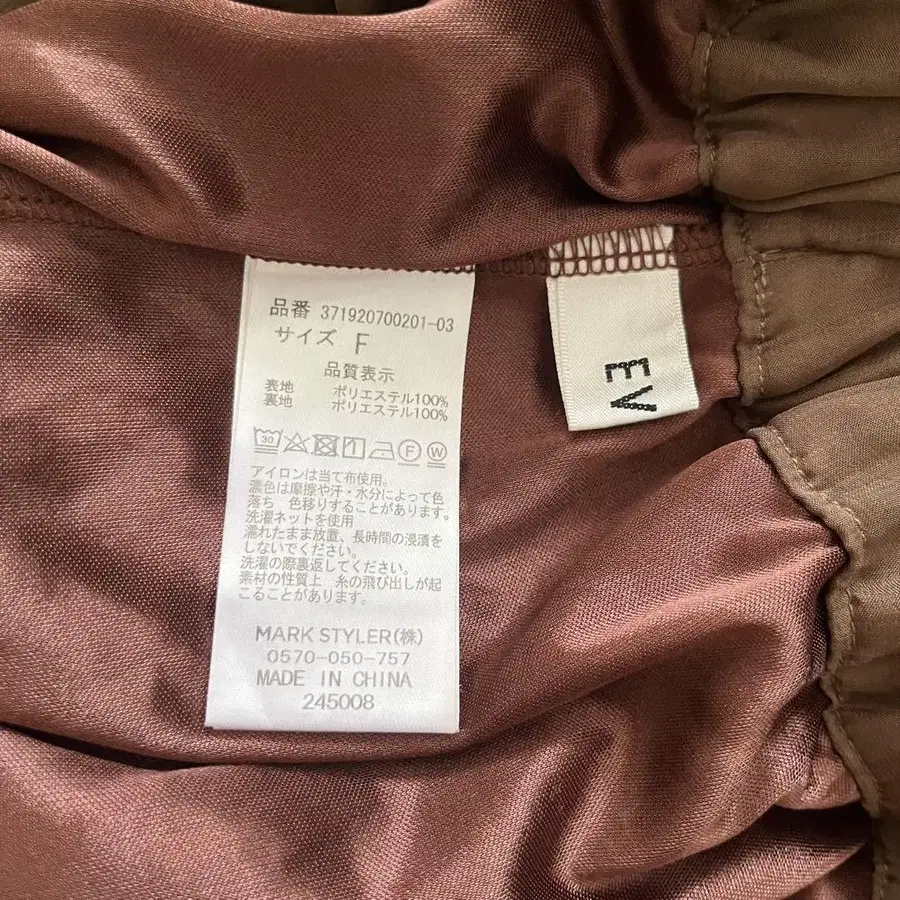 品番 371920700201-03
サイズ F
品質表示
表地 ポリエステル100%
裏地 ポリエステル100%
30 1 F W
アイロンは当て布使用。
濃色は摩擦や汗・水分によって色
落ち 色移りすることがあります。
洗濯ネットを使用
濡れたまま放置、長時間の浸漬を
しないでください。
洗濯の際裏返してください。
素材の性質上 糸の飛び出しが起
こることがあります。
MARK STYLER(株)
0570-050-757
MADE IN CHINA
245008
EV